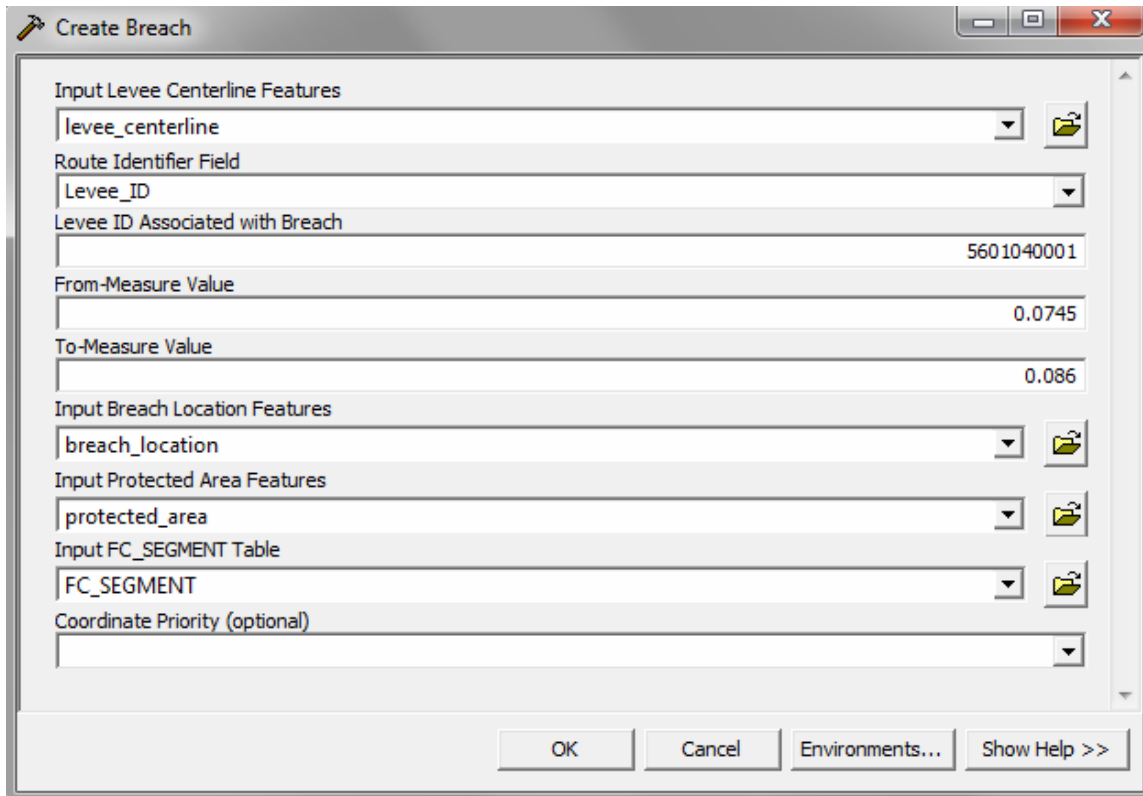 Create Breach
Input Levee Centerline Features
levee_centerline
Route Identifier Field
Levee_ID
Levee ID Associated with Breach
5601040001
From-Measure Value
0.0745
To-Measure Value
0.086
Input Breach Location Features
breach_location
Input Protected Area Features
protected_area
Input FC_SEGMENT Table
FC_SEGMENT
Coordinate Priority (optional)
OK Cancel Environments... Show Help >>